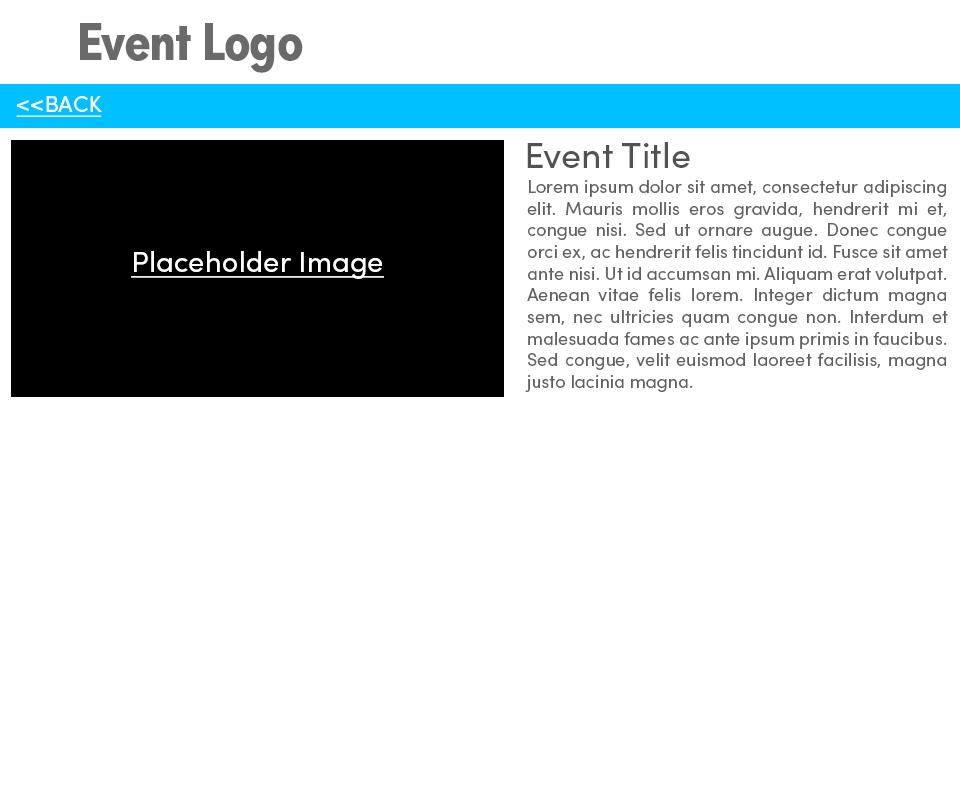 Event Logo
<<BACK
Placeholder Image
Event Title
Lorem ipsum dolor sit amet, consectetur adipiscing
elit. Mauris mollis eros gravida, hendrerit mi et,
congue nisi. Sed ut ornare augue. Donec congue
orci ex, ac hendrerit felis tincidunt id. Fusce sit amet
ante nisi. Ut id accumsan mi. Aliquam erat volutpat.
Aenean vitae felis lorem. Integer dictum magna
sem, nec ultricies quam congue non. Interdum et
malesuada fames ac ante ipsum primis in faucibus.
Sed congue, velit euismod laoreet facilisis, magna
justo lacinia magna.